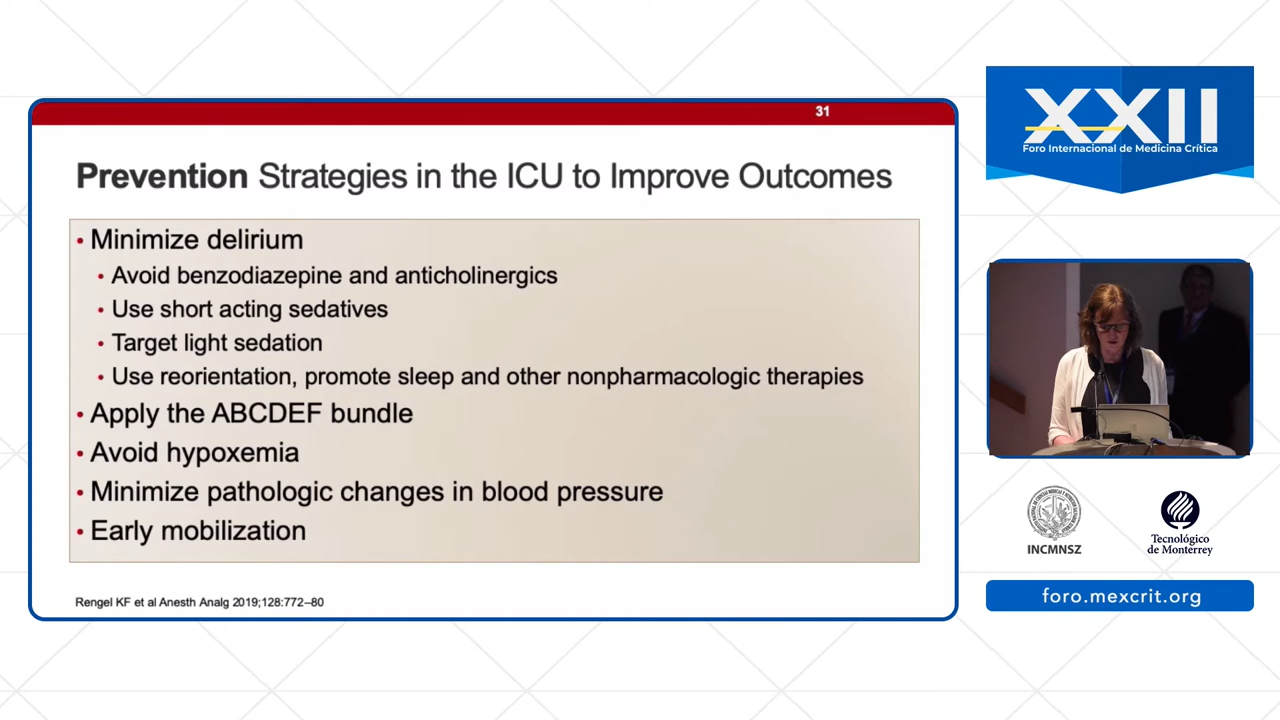 31
Prevention Strategies in the ICU to Improve Outcomes
• Minimize delirium
• Avoid benzodiazepine and anticholinergics
• Use short acting sedatives
• Target light sedation
• Use reorientation, promote sleep and other nonpharmacologic therapies
• Apply the ABCDEF bundle
• Avoid hypoxemia
• Minimize pathologic changes in blood pressure
• Early mobilization
Rengel KF et al Anesth Analg 2019;128:772–80
XXII
Foro Internacional de Medicina Crítica
INCMNSZ
Tecnológico
de Monterrey
foro.mexcrit.org